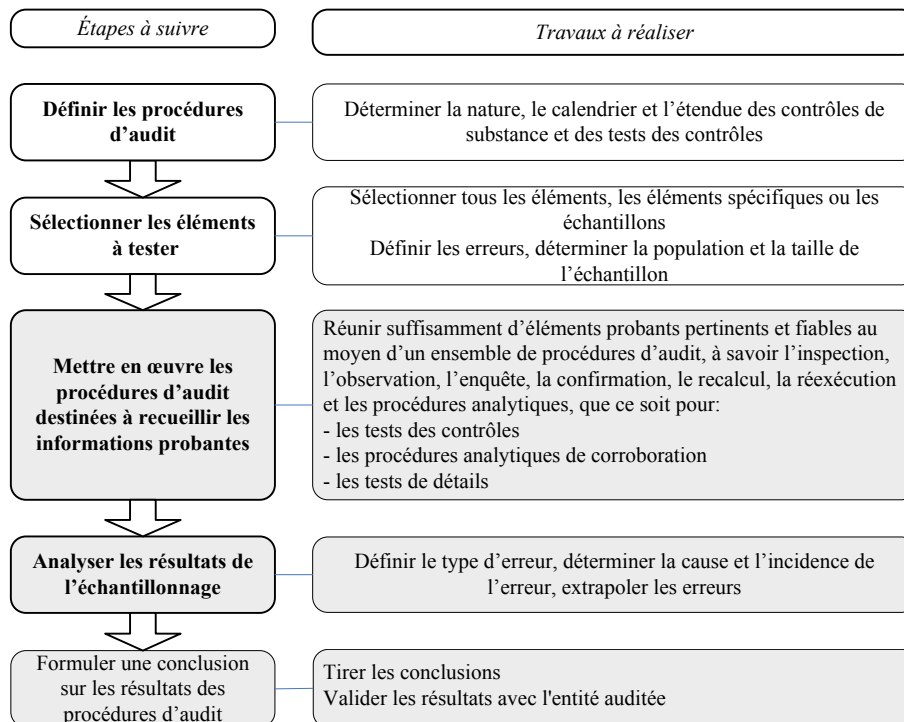 Étapes à suivre
Travaux à réaliser
Définir les procédures
d’audit
Déterminer la nature, le calendrier et l’étendue des contrôles de
substance et des tests des contrôles
Sélectionner les éléments
à tester
Sélectionner tous les éléments, les éléments spécifiques ou les
échantillons
Définir les erreurs, déterminer la population et la taille de
l’échantillon
Mettre en œuvre les
procédures d’audit
destinées à recueillir les
informations probantes
Réunir suffisamment d’éléments probants pertinents et fiables au
moyen d’un ensemble de procédures d’audit, à savoir l’inspection,
l’observation, l’enquête, la confirmation, le recalcul, la réexécution
et les procédures analytiques, que ce soit pour:
- les tests des contrôles
- les procédures analytiques de corroboration
- les tests de détails
Analyser les résultats de
l’échantillonnage
Définir le type d’erreur, déterminer la cause et l’incidence de
l’erreur, extrapoler les erreurs
Formuler une conclusion
sur les résultats des
procédures d’audit
Tirer les conclusions
Valider les résultats avec l'entité auditée